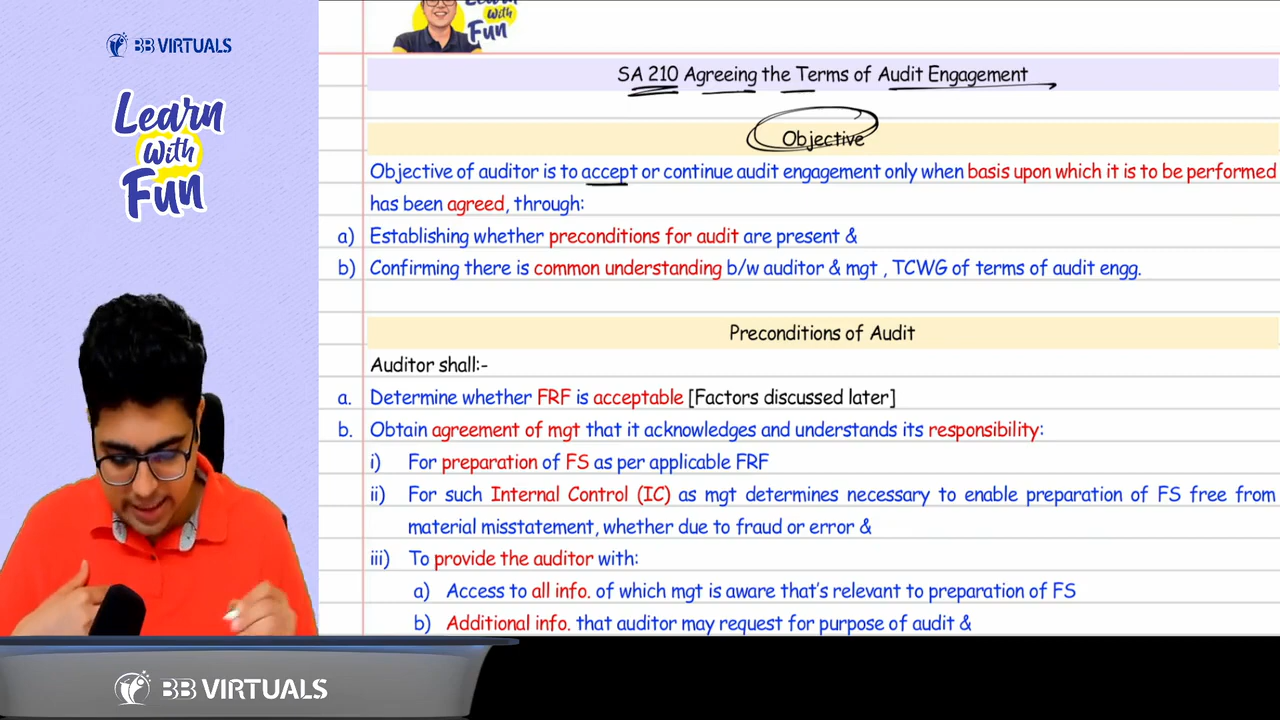 BB VIRTUALS
Learn
With
Fun
Learn
With
Fun
SA 210 Agreeing the Terms of Audit Engagement
Objective
Objective of auditor is to accept or continue audit engagement only when basis upon which it is to be performed
has been agreed, through:
a) Establishing whether preconditions for audit are present &
b) Confirming there is common understanding b/w auditor & mgt , TCWG of terms of audit engg.
Preconditions of Audit
Auditor shall:-
a. Determine whether FRF is acceptable [Factors discussed later]
b. Obtain agreement of mgt that it acknowledges and understands its responsibility:
i) For preparation of FS as per applicable FRF
ii) For such Internal Control (IC) as mgt determines necessary to enable preparation of FS free from
material misstatement, whether due to fraud or error &
iii) To provide the auditor with:
a) Access to all info. of which mgt is aware that's relevant to preparation of FS
b) Additional info. that auditor may request for purpose of audit &
BB VIRTUALS